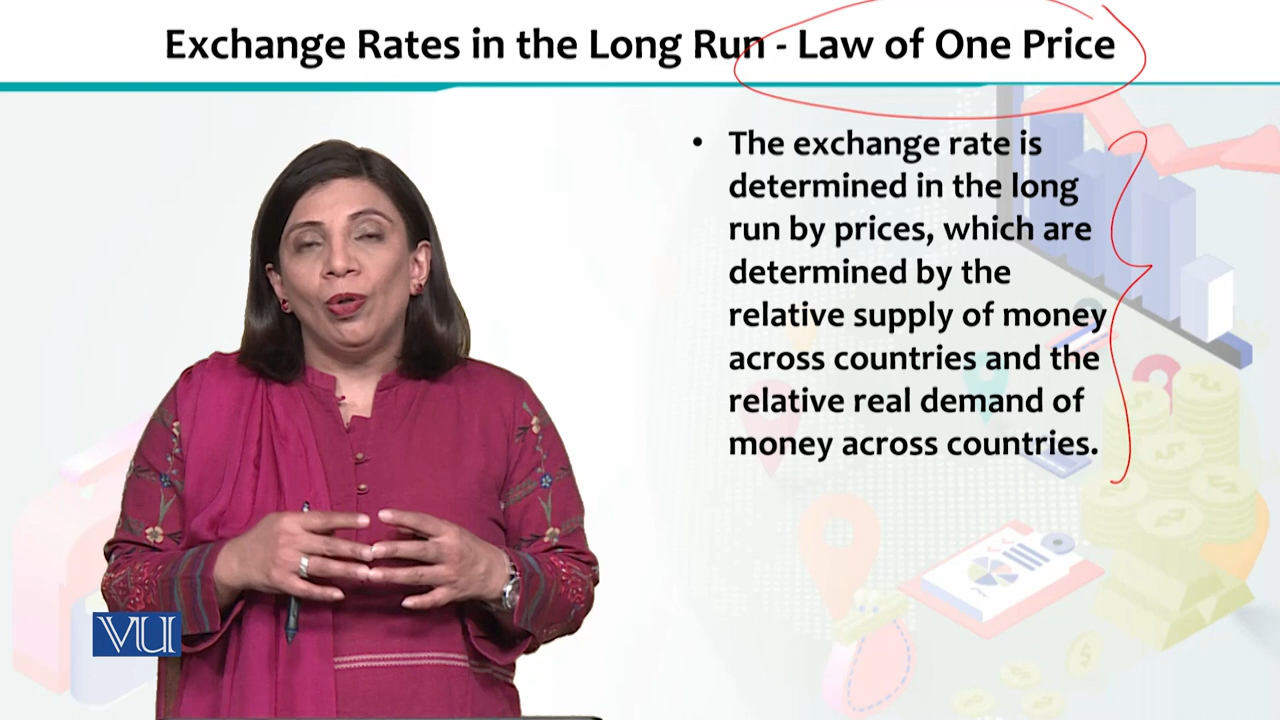 Exchange Rates in the Long Run - Law of One Price
• The exchange rate is
determined in the long
run by prices, which are
determined by the
relative supply of money
across countries and the
relative real demand of
money across countries.
VU